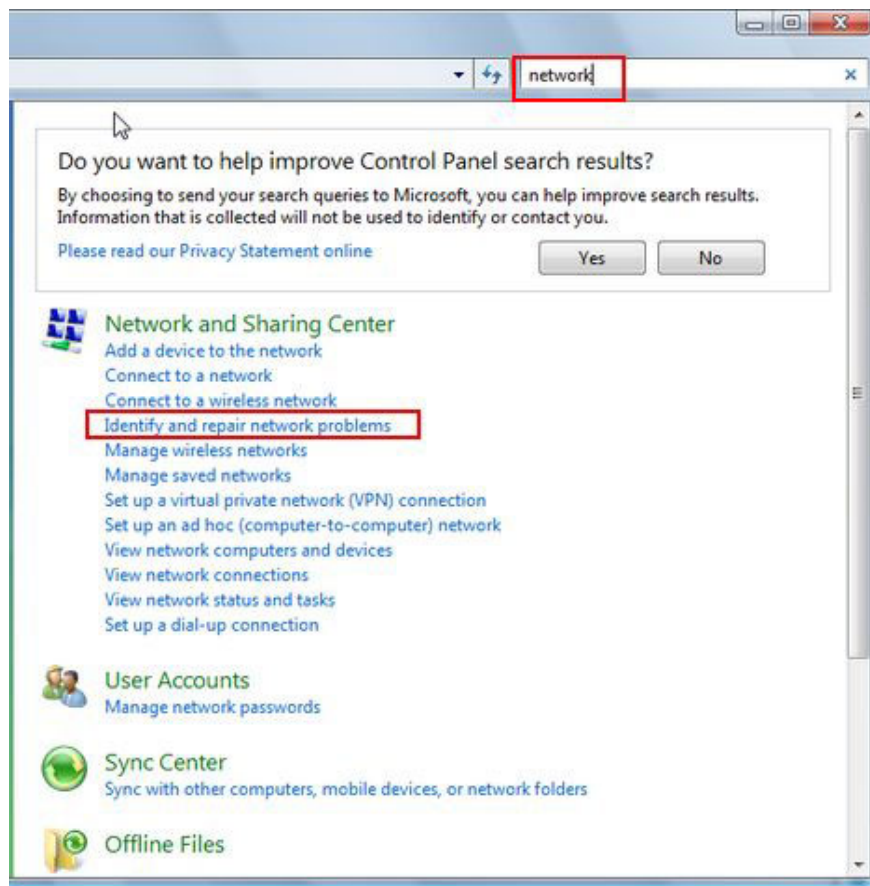 network
Do you want to help improve Control Panel search results?
By choosing to send your search queries to Microsoft, you can help improve search results.
Information that is collected will not be used to identify or contact you.
Please read our Privacy Statement online
Yes
No
Network and Sharing Center
Add a device to the network
Connect to a network
Connect to a wireless network
Identify and repair network problems
Manage wireless networks
Manage saved networks
Set up a virtual private network (VPN) connection
Set up an ad hoc (computer-to-computer) network
View network computers and devices
View network connections
View network status and tasks
Set up a dial-up connection
User Accounts
Manage network passwords
Sync Center
Sync with other computers, mobile devices, or network folders
Offline Files